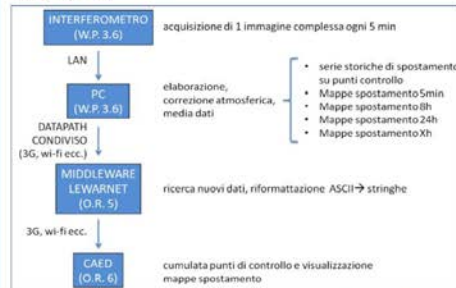 INTERFEROMETRO
(W.P. 3.6)
acquisizione di 1 immagine complessa ogni 5 min
LAN
PC
(W.P. 3.6)
elaborazione,
correzione atmosferica,
media dati
• serie storiche di spostamento
su punti controllo
• Mappe spostamento 5min
• Mappe spostamento 8h
• Mappe spostamento 24h
• Mappe spostamento Xh
DATAPATH
CONDIVISO
(3G, wi-fi ecc.)
MIDDLEWARE
LEWARNET
(O.R. 5)
ricerca nuovi dati, riformattazione ASCII→ stringhe
3G, wi-fi ecc.
CAED
(O.R. 6)
cumulata punti di controllo e visualizzazione
mappe spostamento